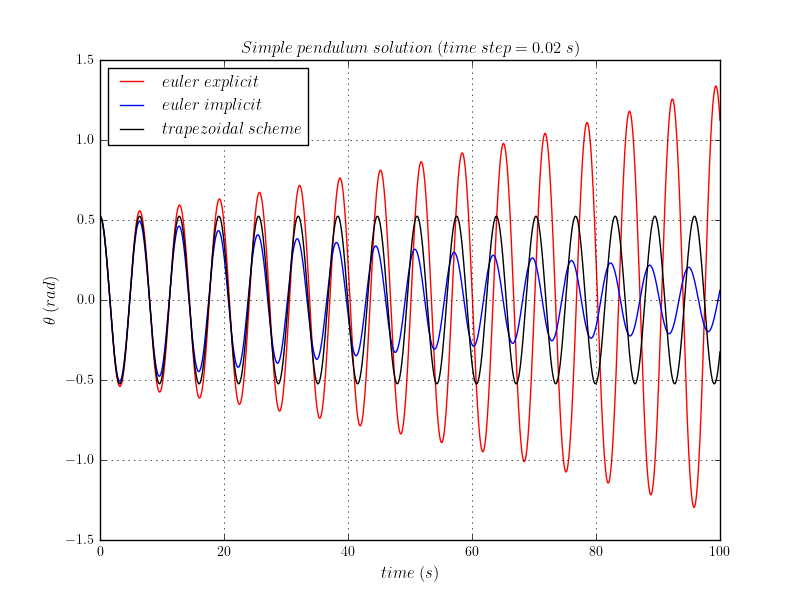 Simple pendulum solution (time step = 0.02 s)
euler explicit
euler implicit
trapezoidal scheme
1.5
1.0
0.5
0.0
−0.5
−1.0
−1.5
θ (rad)
0 20 40 60 80 100
time (s)